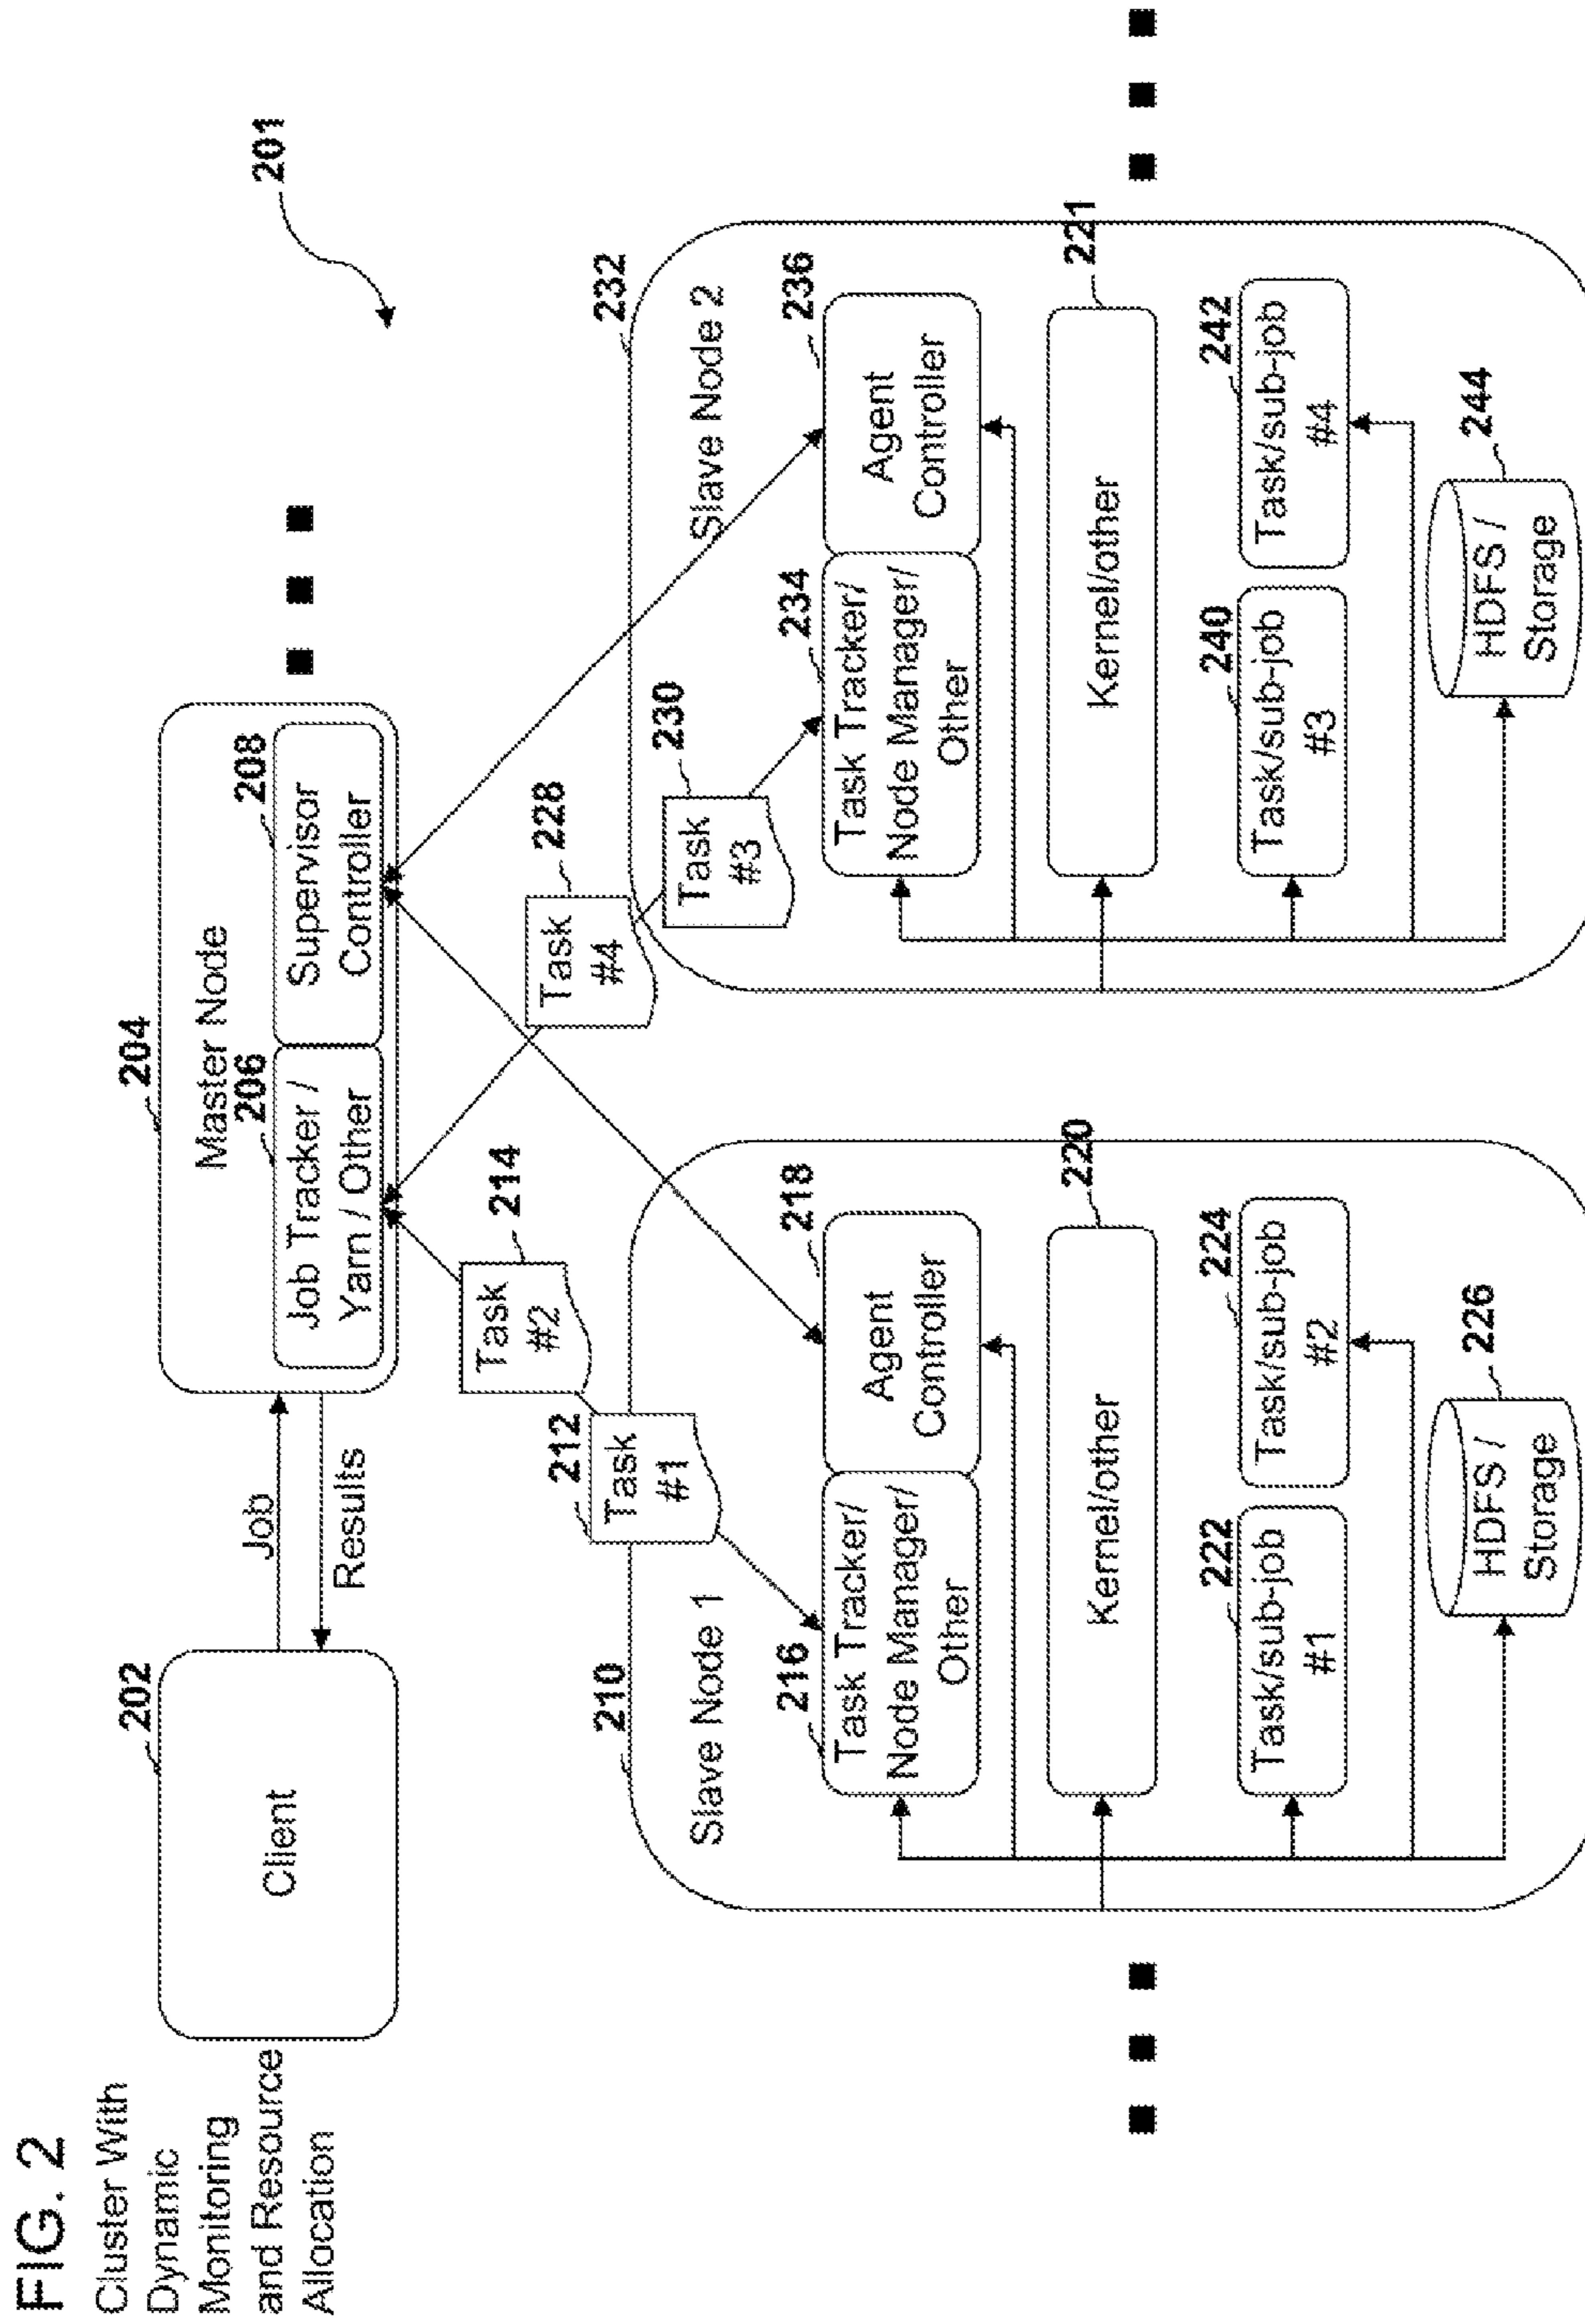 FIG. 2
Cluster With
Dynamic
Monitoring
and Resource
Allocation
202
Client
Job
Results
204
Master Node
206
208
Job Tracker /
Yarn / Other
Supervisor
Controller
201
214
Task
#2
212
Task
#1
228
Task
#4
230
Task
#3
210
Slave Node 1
216
Task Tracker/
Node Manager/
Other
218
Agent
Controller
220
Kernel/other
222
Task/sub-job
#1
224
Task/sub-job
#2
226
HDFS /
Storage
232
Slave Node 2
234
Task Tracker/
Node Manager/
Other
236
Agent
Controller
221
Kernel/other
240
Task/sub-job
#3
242
Task/sub-job
#4
244
HDFS /
Storage